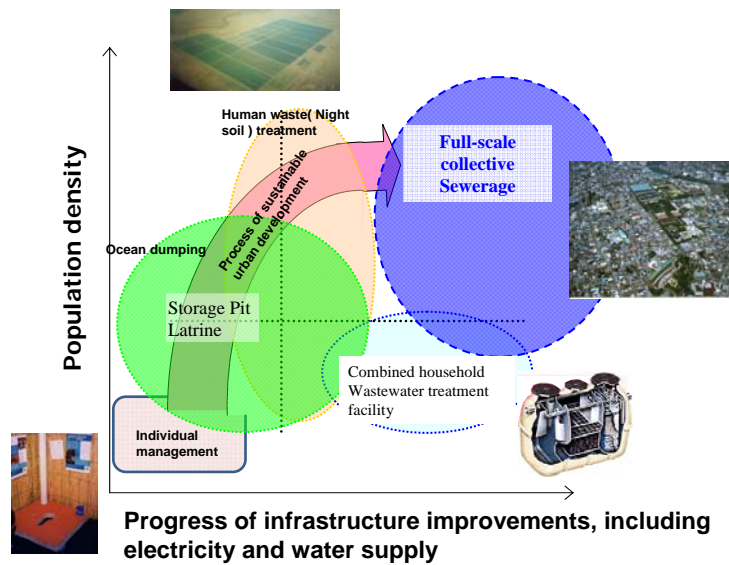 Human waste( Night
soil ) treatment
Full-scale
collective
Sewerage
Process of sustainable
urban development
Ocean dumping
Storage Pit
Latrine
Population density
Combined household
Wastewater treatment
facility
Individual
management
Progress of infrastructure improvements, including
electricity and water supply